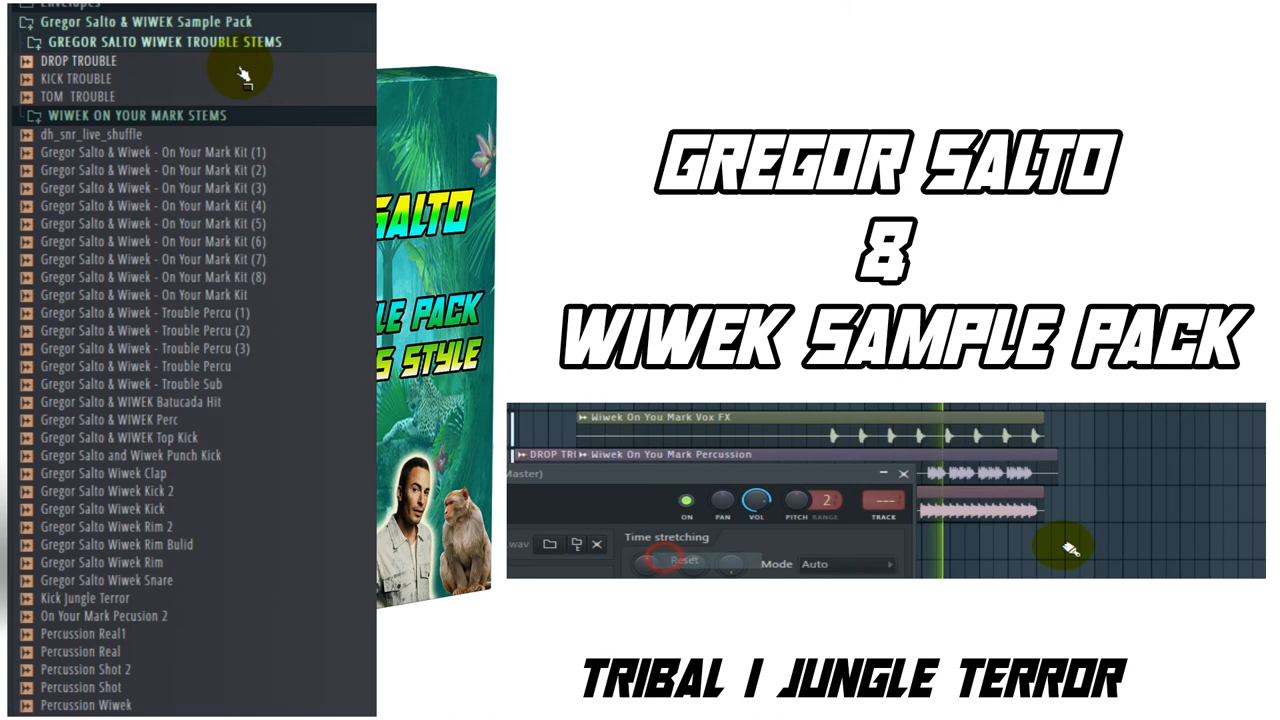 Envelopes
Gregor Salto & WIWEK Sample Pack
GREGOR SALTO WIWEK TROUBLE STEMS
DROP TROUBLE
KICK TROUBLE
TOM TROUBLE
WIWEK ON YOUR MARK STEMS
dh_snr_live_shuffle
Gregor Salto & Wiwek - On Your Mark Kit (1)
Gregor Salto & Wiwek - On Your Mark Kit (2)
Gregor Salto & Wiwek - On Your Mark Kit (3)
Gregor Salto & Wiwek - On Your Mark Kit (4)
Gregor Salto & Wiwek - On Your Mark Kit (5)
Gregor Salto & Wiwek - On Your Mark Kit (6)
Gregor Salto & Wiwek - On Your Mark Kit (7)
Gregor Salto & Wiwek - On Your Mark Kit (8)
Gregor Salto & Wiwek - On Your Mark Kit
Gregor Salto & Wiwek - Trouble Percu (1)
Gregor Salto & Wiwek - Trouble Percu (2)
Gregor Salto & Wiwek - Trouble Percu (3)
Gregor Salto & Wiwek - Trouble Percu
Gregor Salto & Wiwek - Trouble Sub
Gregor Salto & WIWEK Batucada Hit
Gregor Salto & WIWEK Perc
Gregor Salto & WIWEK Top Kick
Gregor Salto and Wiwek Punch Kick
Gregor Salto Wiwek Clap
Gregor Salto Wiwek Kick 2
Gregor Salto Wiwek Kick
Gregor Salto Wiwek Rim 2
Gregor Salto Wiwek Rim Bulid
Gregor Salto Wiwek Rim
Gregor Salto Wiwek Snare
Kick Jungle Terror
On Your Mark Pecusion 2
Percussion Real1
Percussion Real
Percussion Shot 2
Percussion Shot
Percussion Wiwek
SALTO
LE PACK
S STYLE
GREGOR SALTO
&
WIWEK SAMPLE PACK
Wiwek On You Mark Vox FX
DROP TR Wiwek On You Mark Percussion
Master)
2
ON PAN VOL PITCH RANGE TRACK
.wav
Time stretching
Reset
Mode Auto
TRIBAL | JUNGLE TERROR